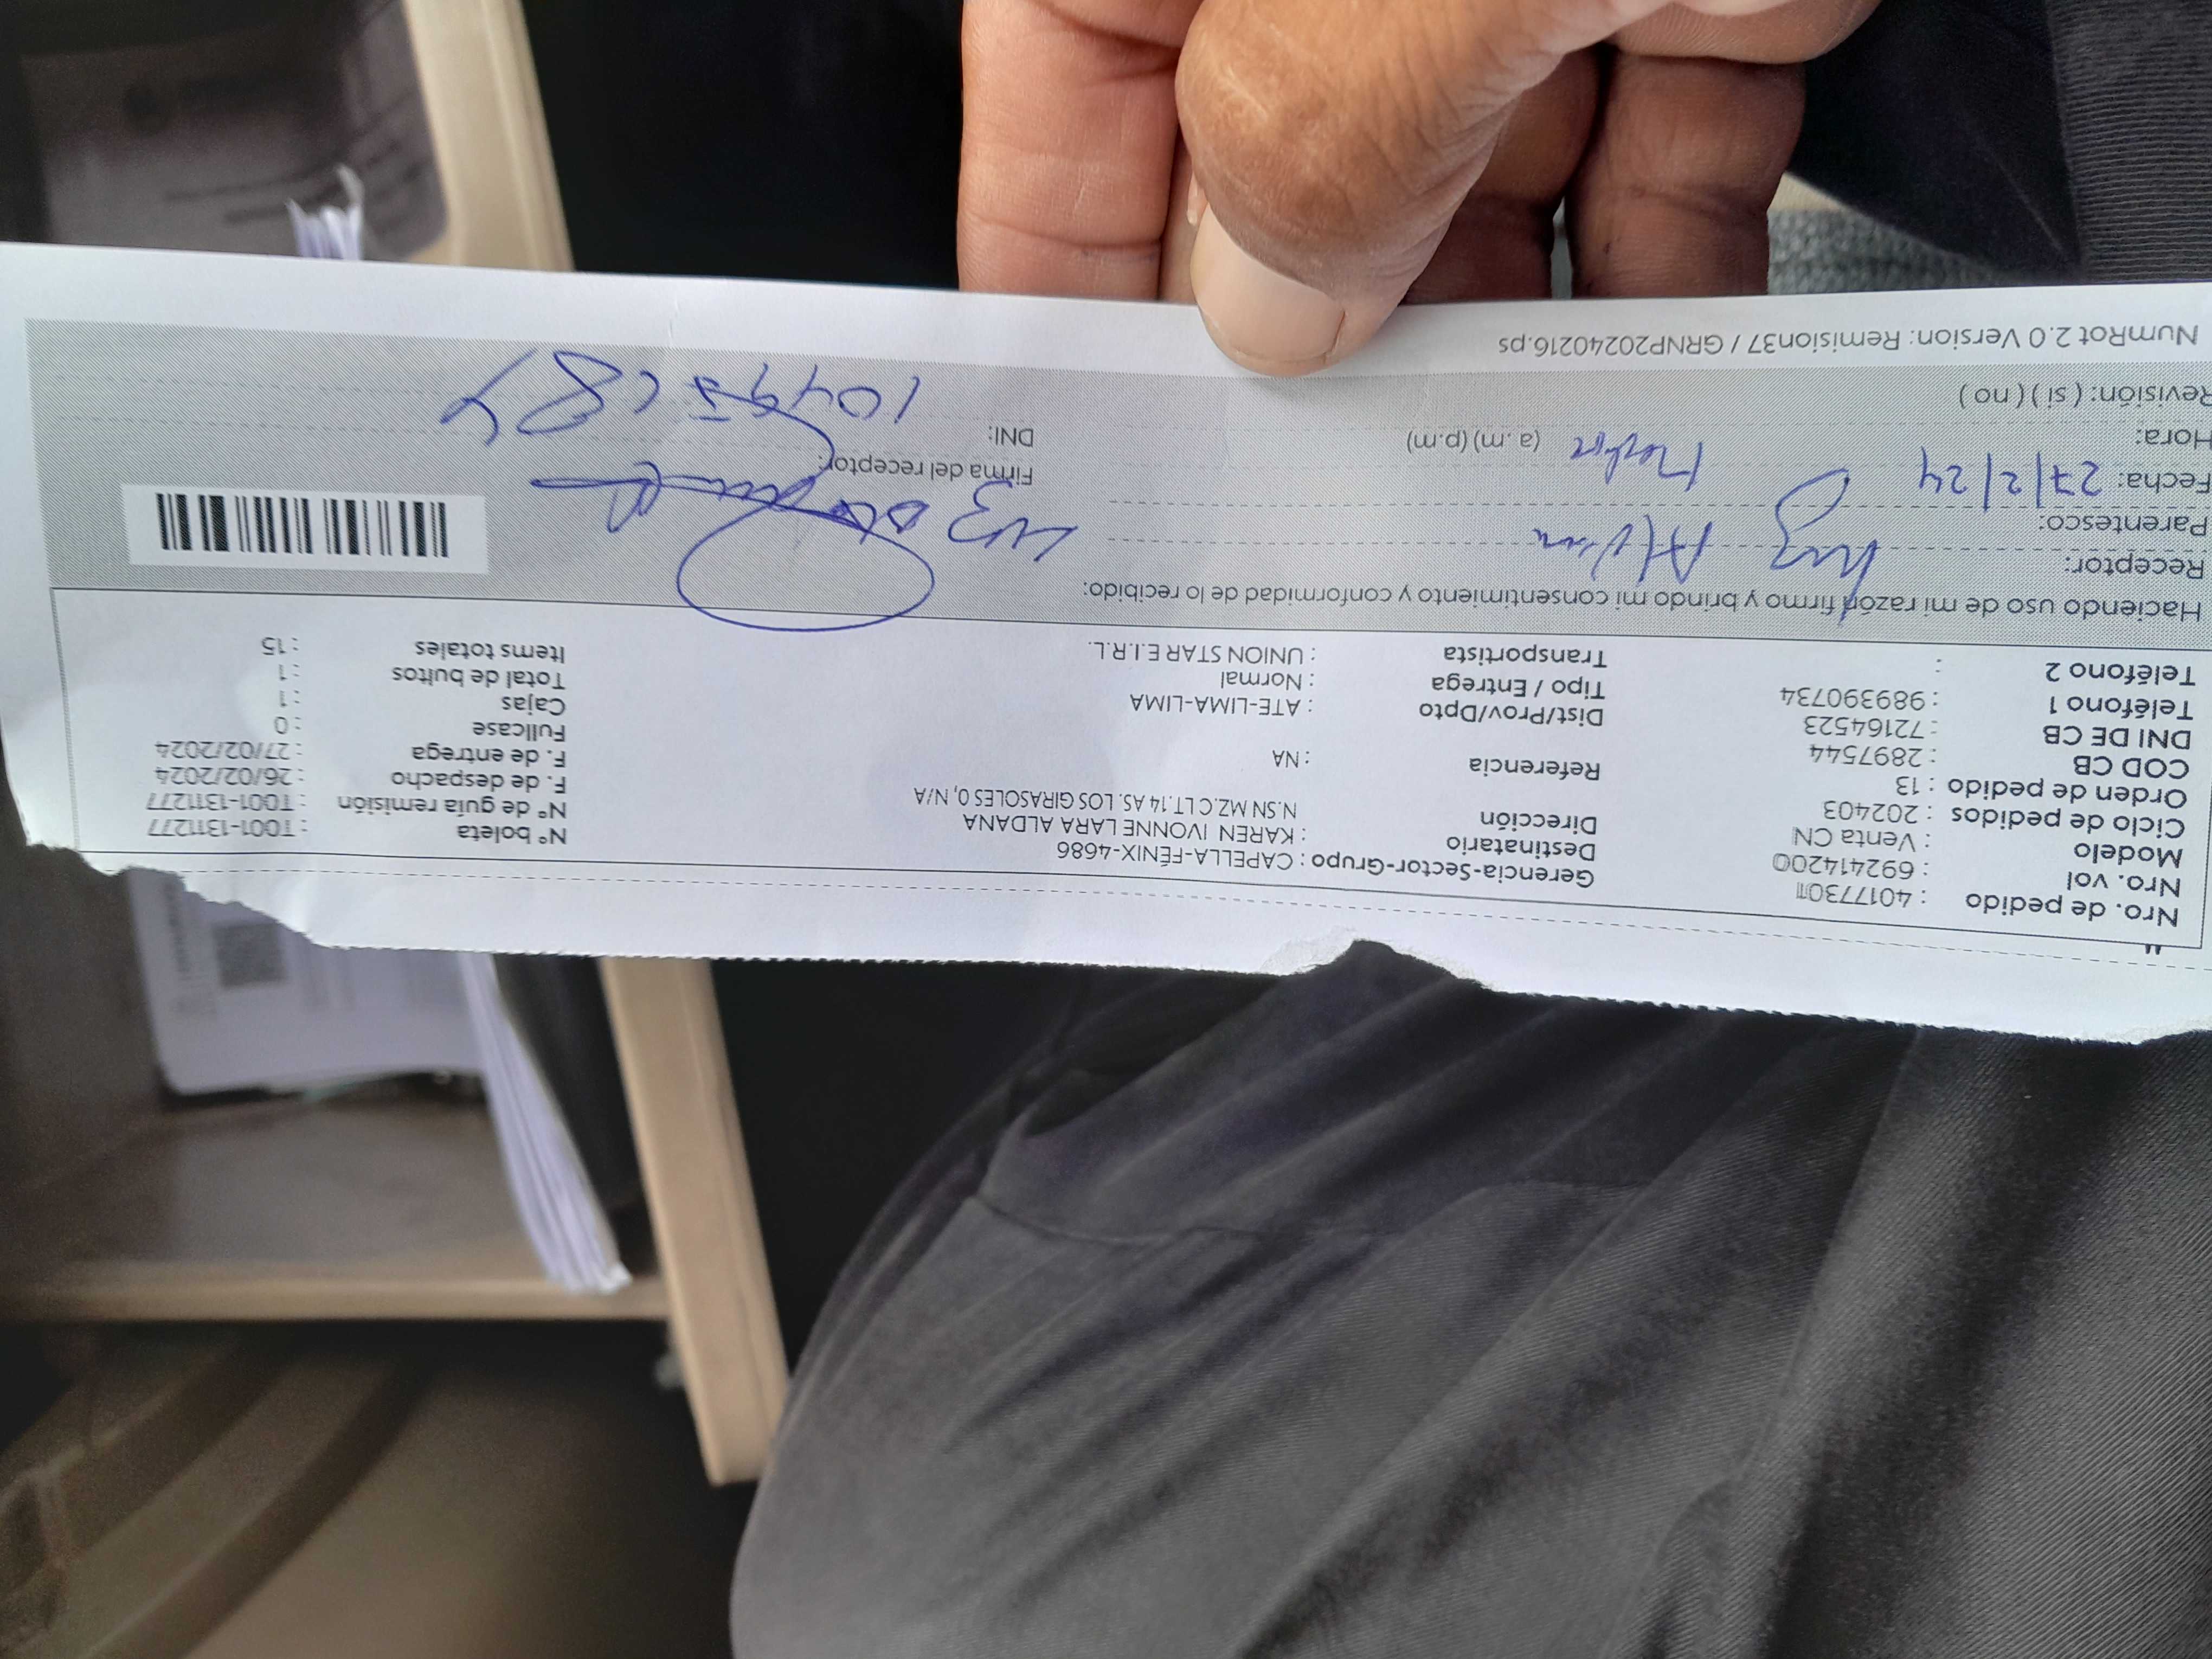 Nro. de pedido : 40177301
Gerencia-Sector-Grupo : CAPELLA-FÉNIX-4686
Nº boleta : T001-1311277
Nro. vol : 692414200
Destinatario : KAREN IVONNE LARA ALDANA
Nº de guía remisión : T001-1311277
Modelo : Venta CN
Dirección N.SN MZ.C LT.14 AS. LOS GIRASOLES 0, N/A
F. de despacho : 26/02/2024
Ciclo de pedidos : 202403
F. de entrega : 27/02/2024
Orden de pedido : 13
Referencia : NA
Fullcase : 0
COD CB : 2897544
Dist/Prov/Dpto : ATE-LIMA-LIMA
Cajas : 1
DNI DE CB : 72164523
Tipo / Entrega : Normal
Total de bultos : 1
Teléfono 1 : 989390734
Transportista : UNION STAR E.I.R.L.
Items totales : 15
Teléfono 2 :
Haciendo uso de mi razón firmo y brindo mi consentimiento y conformidad de lo recibido:
Receptor: Luz
Luz
Parentesco:
Fecha: 27/2/24
Firma del receptor:
Hora: (a. m) (p.m)
DNI:
Revisión: ( si ) ( no )
NumRot 2.0 Version: Remision37 / GRNP20240216.ps